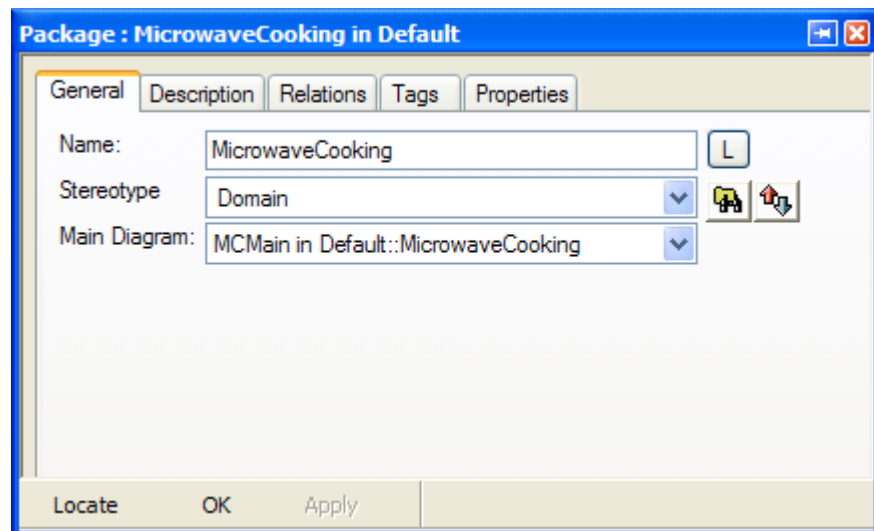 Package : MicrowaveCooking in Default
General Description Relations Tags Properties
Name: MicrowaveCooking L
Stereotype Domain
Main Diagram: MCMain in Default::MicrowaveCooking
Locate OK Apply